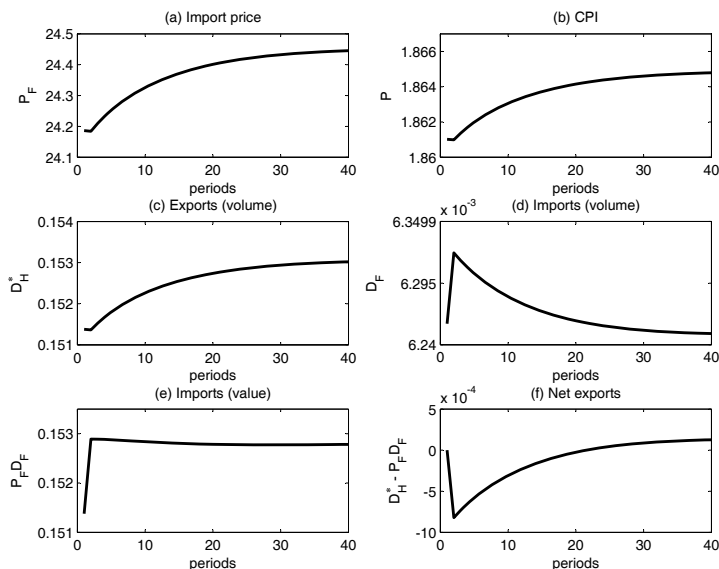 (a) Import price
24.5
24.4
24.3
24.2
24.1
P_F
0 10 20 30 40
periods
(b) CPI
1.866
1.864
1.862
1.86
P
0 10 20 30 40
periods
(c) Exports (volume)
0.154
0.153
0.152
0.151
D_H^*
0 10 20 30 40
periods
(d) Imports (volume)
x 10^-3
6.3499
6.295
6.24
D_F
0 10 20 30 40
periods
(e) Imports (value)
0.153
0.152
0.151
P_F D_F
0 10 20 30 40
periods
(f) Net exports
x 10^-4
5
0
-5
-10
D_H^* - P_F D_F
0 10 20 30 40
periods